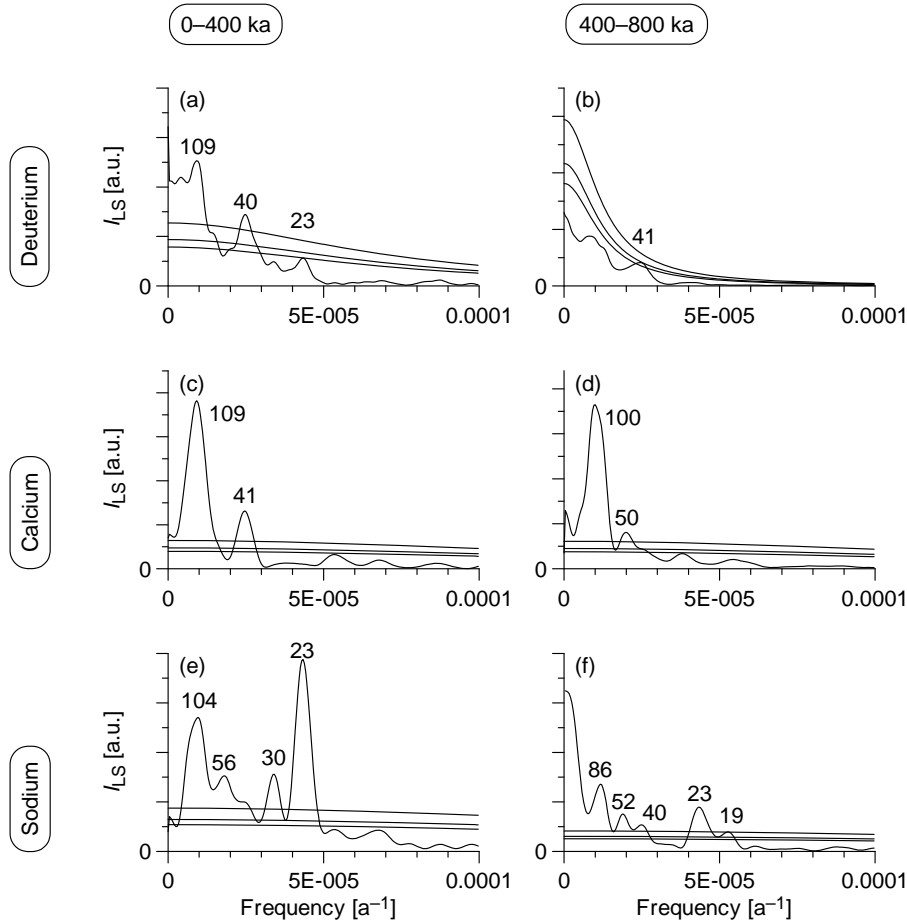 0–400 ka
400–800 ka
Deuterium
(a)
109
40
23
I_LS [a.u.]
0
0
5E-005
0.0001
(b)
41
0
0
5E-005
0.0001
Calcium
(c)
109
41
I_LS [a.u.]
0
0
5E-005
0.0001
(d)
100
50
0
0
5E-005
0.0001
Sodium
(e)
104
56
30
23
I_LS [a.u.]
0
0
5E-005
0.0001
Frequency [a⁻¹]
(f)
86
52
40
23
19
0
0
5E-005
0.0001
Frequency [a⁻¹]